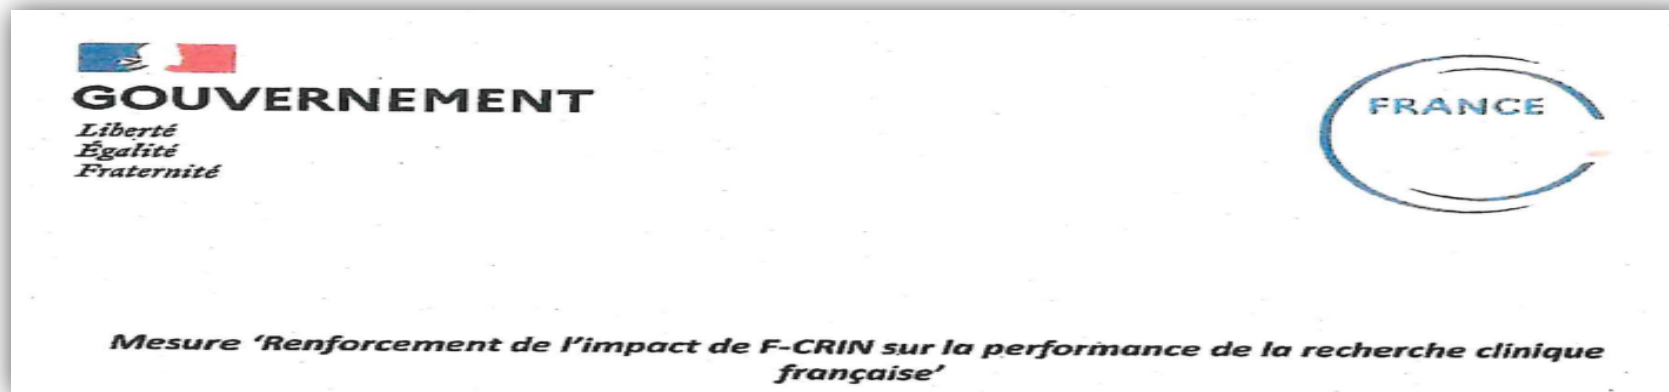 GOUVERNEMENT
Liberté
Égalité
Fraternité
FRANCE
Mesure ‘Renforcement de l’impact de F-CRIN sur la performance de la recherche clinique
française’